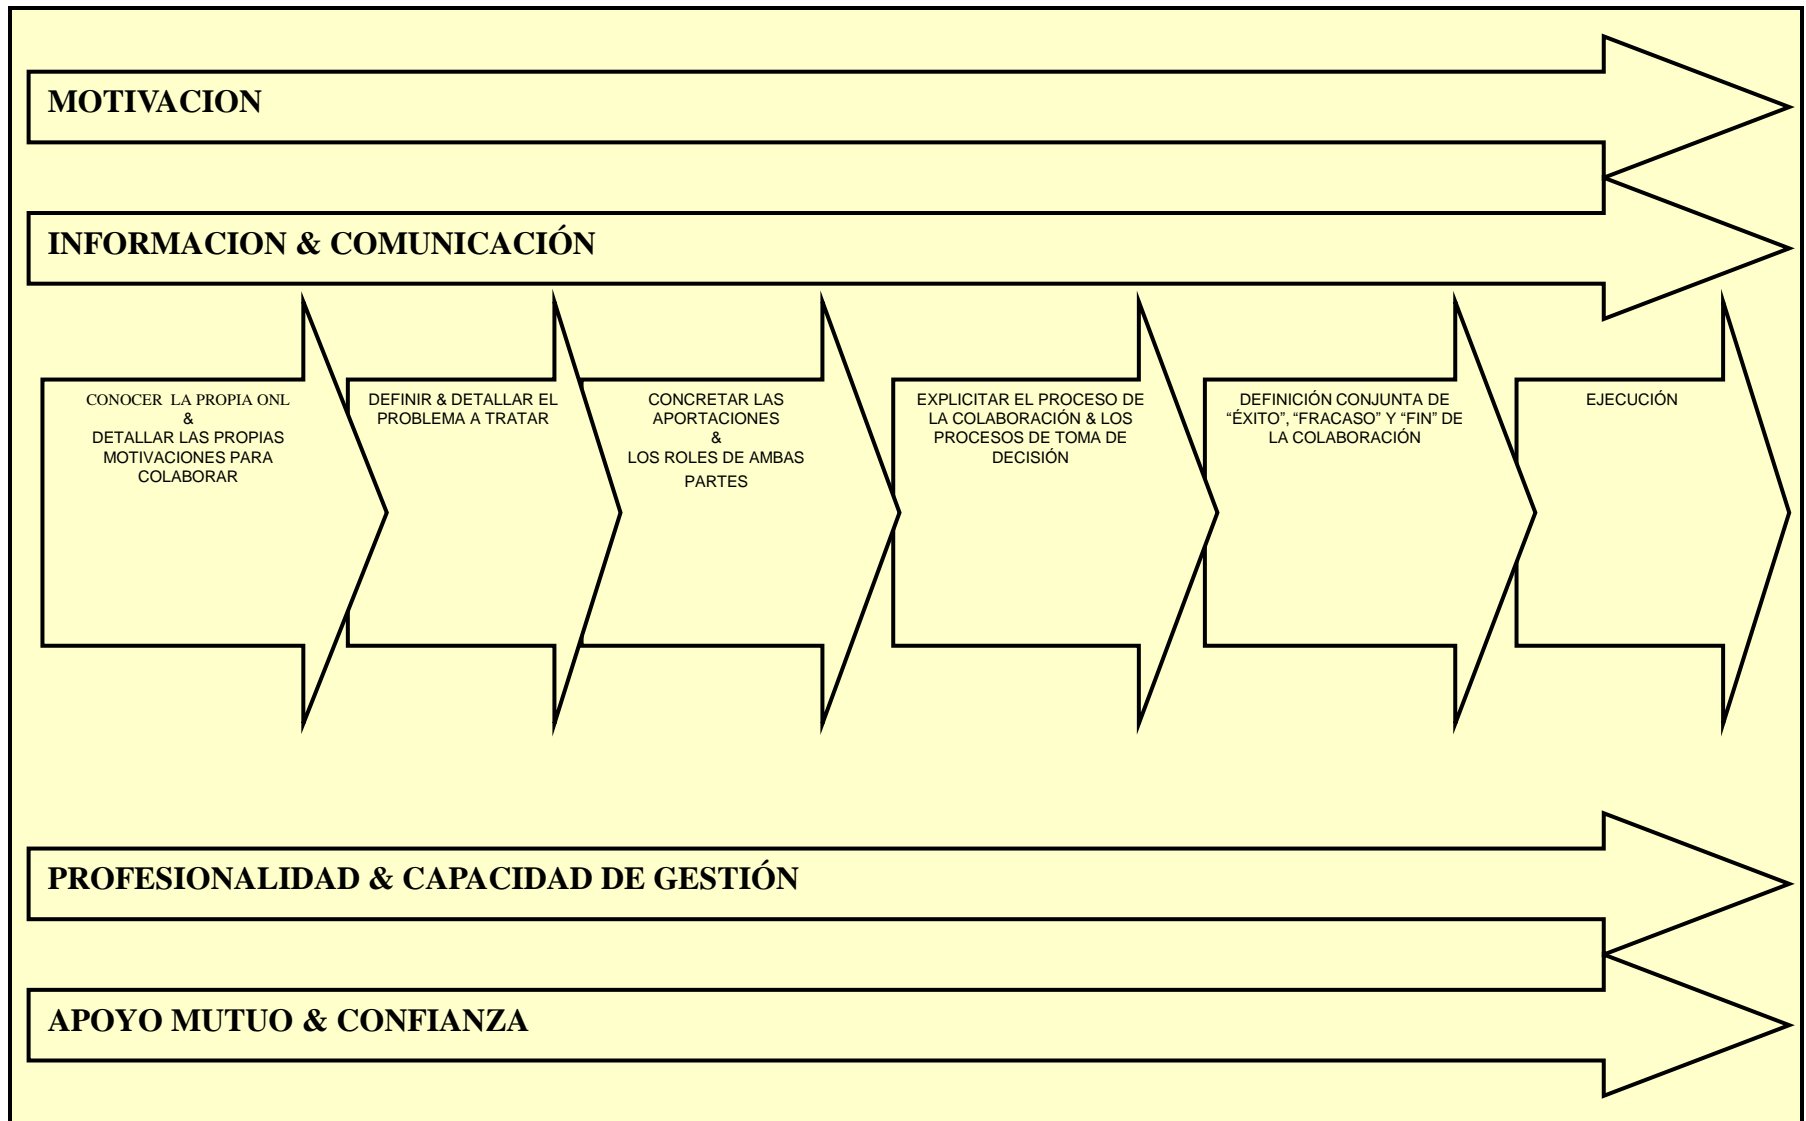 MOTIVACION
INFORMACION & COMUNICACIÓN
CONOCER LA PROPIA ONL
&
DETALLAR LAS PROPIAS
MOTIVACIONES PARA
COLABORAR
DEFINIR & DETALLAR EL
PROBLEMA A TRATAR
CONCRETAR LAS
APORTACIONES
&
LOS ROLES DE AMBAS
PARTES
EXPLICITAR EL PROCESO DE
LA COLABORACIÓN & LOS
PROCESOS DE TOMA DE
DECISIÓN
DEFINICIÓN CONJUNTA DE
“ÉXITO”, “FRACASO” Y “FIN” DE
LA COLABORACIÓN
EJECUCIÓN
PROFESIONALIDAD & CAPACIDAD DE GESTIÓN
APOYO MUTUO & CONFIANZA